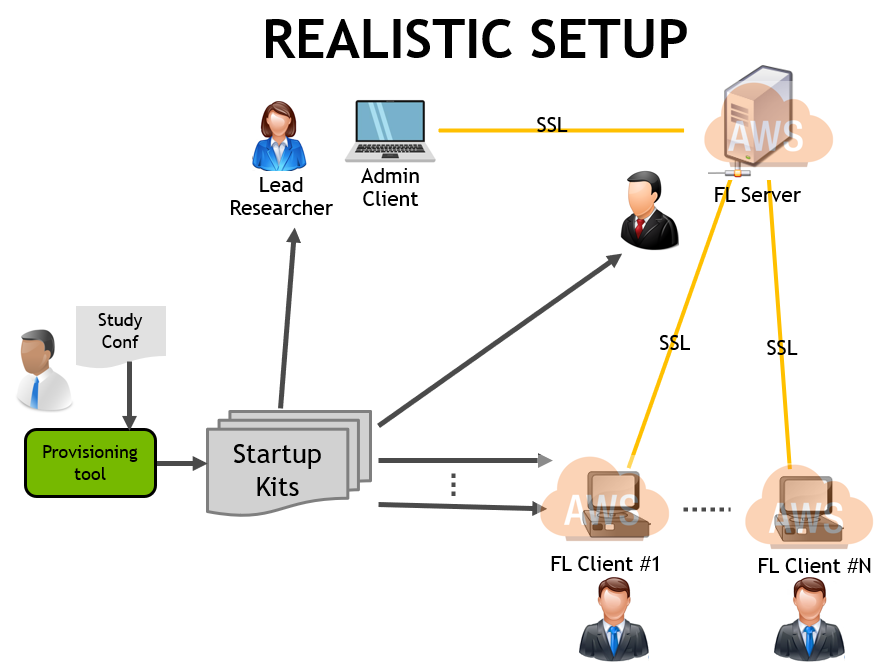 REALISTIC SETUP
SSL
AWS
Lead
Researcher
Admin
Client
FL Server
Study
Conf
SSL
SSL
Provisioning
tool
Startup
Kits
AWS
AWS
FL Client #1
FL Client #N